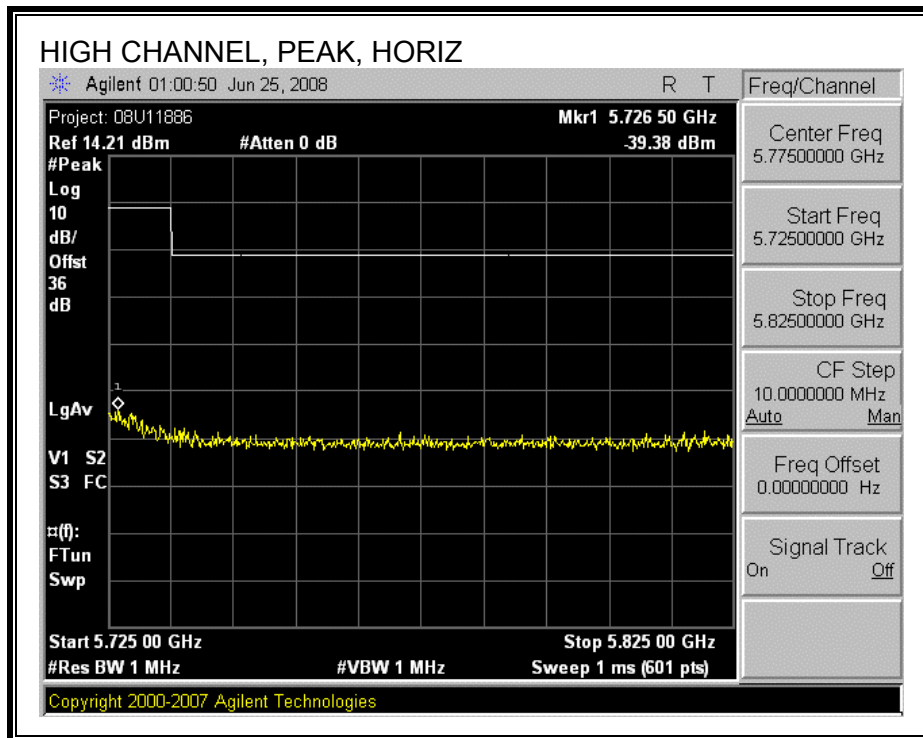 HIGH CHANNEL, PEAK, HORIZ
Agilent 01:00:50 Jun 25, 2008 R T
Project: 08U11886 Mkr1 5.726 50 GHz
Ref 14.21 dBm #Atten 0 dB -39.38 dBm
#Peak
Log
10
dB/
Offst
36
dB
1
LgAv
V1 S2
S3 FC
¤(f):
FTun
Swp
Start 5.725 00 GHz Stop 5.825 00 GHz
#Res BW 1 MHz #VBW 1 MHz Sweep 1 ms (601 pts)
Copyright 2000-2007 Agilent Technologies
Freq/Channel
Center Freq
5.77500000 GHz
Start Freq
5.72500000 GHz
Stop Freq
5.82500000 GHz
CF Step
10.0000000 MHz
Auto Man
Freq Offset
0.00000000 Hz
Signal Track
On Off